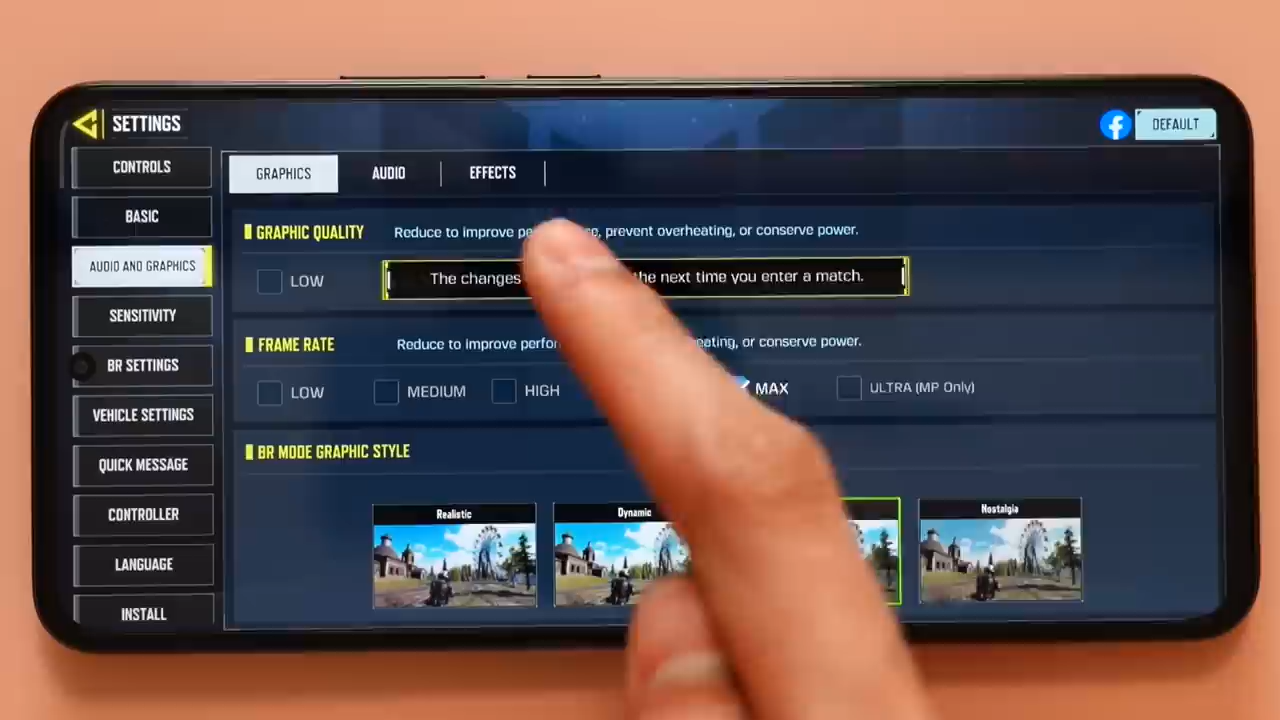 SETTINGS
DEFAULT
CONTROLS
BASIC
AUDIO AND GRAPHICS
SENSITIVITY
BR SETTINGS
VEHICLE SETTINGS
QUICK MESSAGE
CONTROLLER
LANGUAGE
INSTALL
GRAPHICS
AUDIO
EFFECTS
GRAPHIC QUALITY
Reduce to improve prevent overheating, or conserve power.
LOW
The changes the next time you enter a match.
FRAME RATE
Reduce to improve or conserve power.
LOW
MEDIUM
HIGH
MAX
ULTRA (MP Only)
BR MODE GRAPHIC STYLE
Realistic
Dynamic
Nostalgia